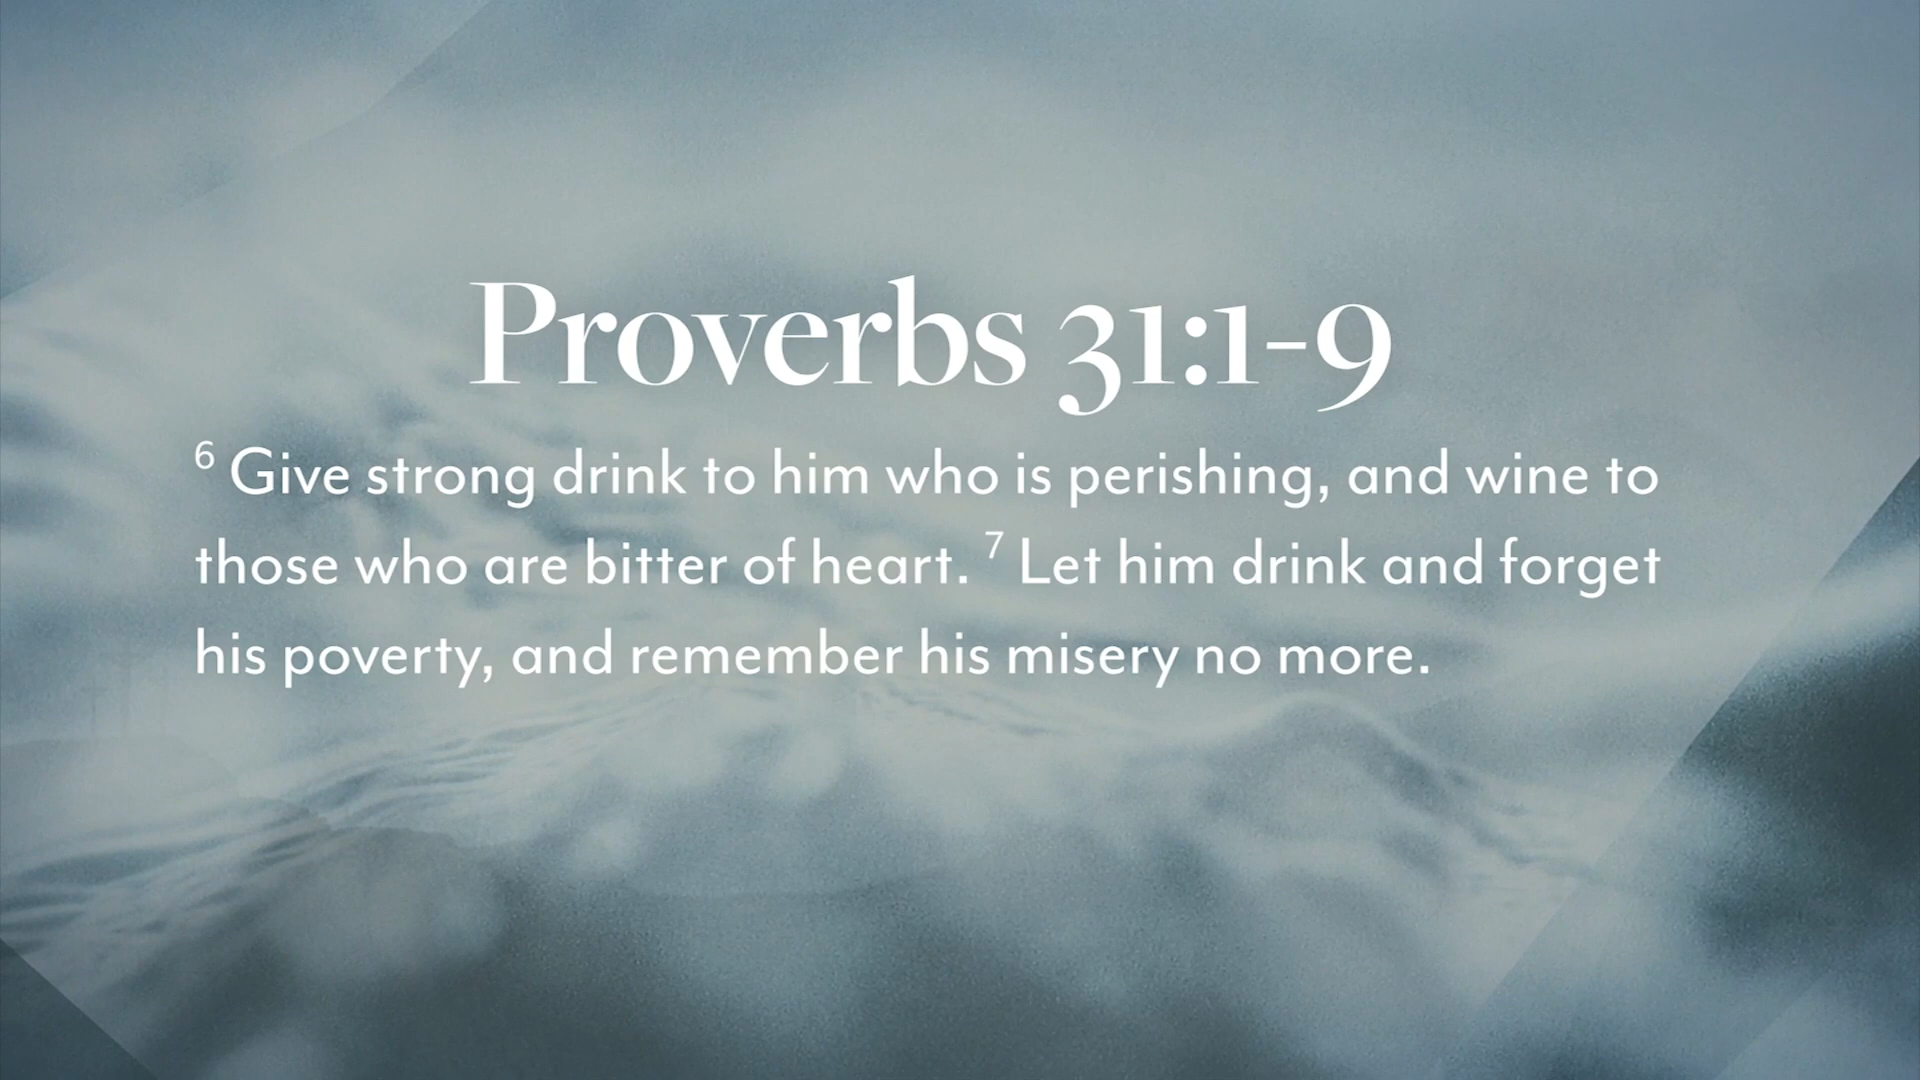 Proverbs 31:1-9
6 Give strong drink to him who is perishing, and wine to
those who are bitter of heart. 7 Let him drink and forget
his poverty, and remember his misery no more.